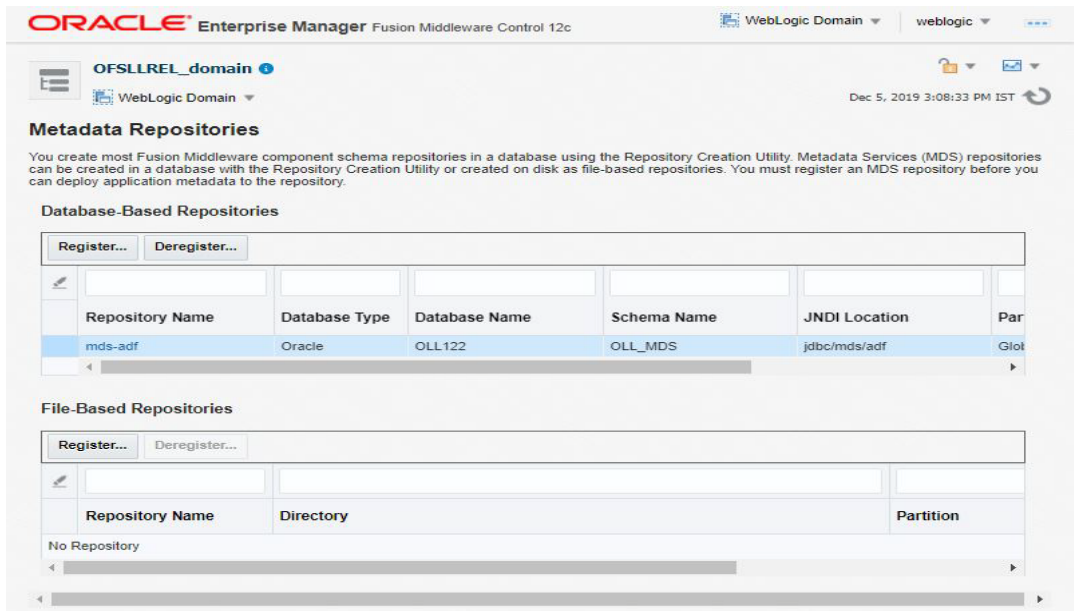 ORACLE Enterprise Manager Fusion Middleware Control 12c WebLogic Domain weblogic
OFSLLREL_domain
WebLogic Domain Dec 5, 2019 3:08:33 PM IST
Metadata Repositories
You create most Fusion Middleware component schema repositories in a database using the Repository Creation Utility. Metadata Services (MDS) repositories
can be created in a database with the Repository Creation Utility or created on disk as file-based repositories. You must register an MDS repository before you
can deploy application metadata to the repository.
Database-Based Repositories
Register... Deregister...
Repository Name Database Type Database Name Schema Name JNDI Location Par
mds-adf Oracle OLL122 OLL_MDS jdbc/mds/adf Glob
File-Based Repositories
Register... Deregister...
Repository Name Directory Partition
No Repository